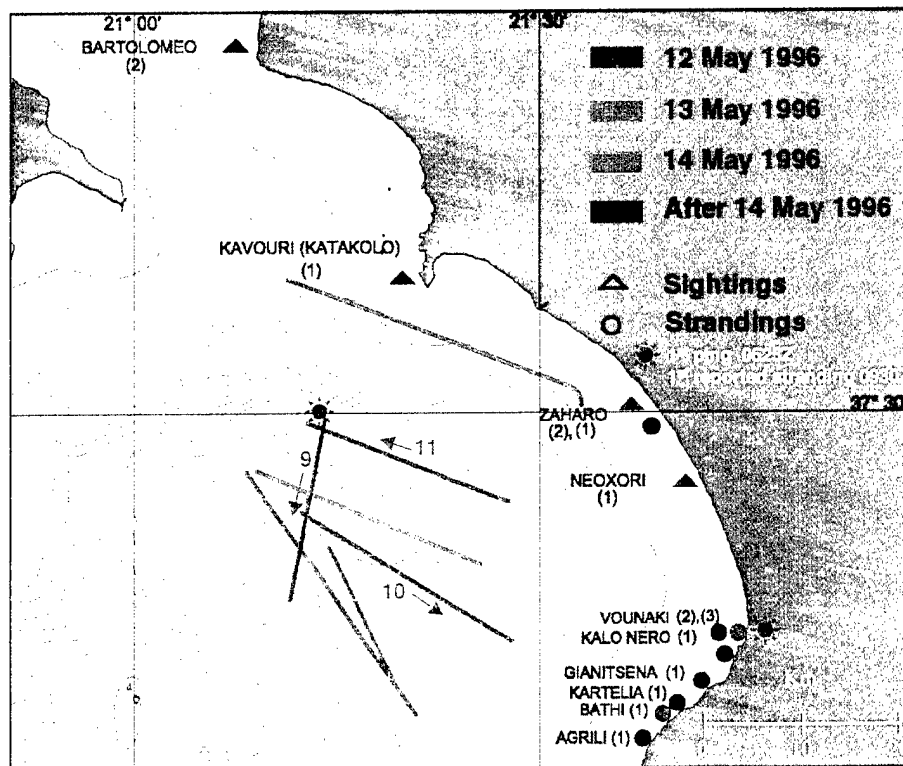 21° 00'
21° 30'
BARTOLOMEO
(2)
12 May 1996
13 May 1996
14 May 1996
After 14 May 1996
KAVOURI (KATAKOLO)
(1)
Sightings
Strandings
37° 30'
ZAHARO
(2), (1)
9
11
NEOXORI
(1)
10
VOUNAKI (2),(3)
KALO NERO (1)
GIANITSENA (1)
KARTELIA (1)
BATHI (1)
AGRILI (1)